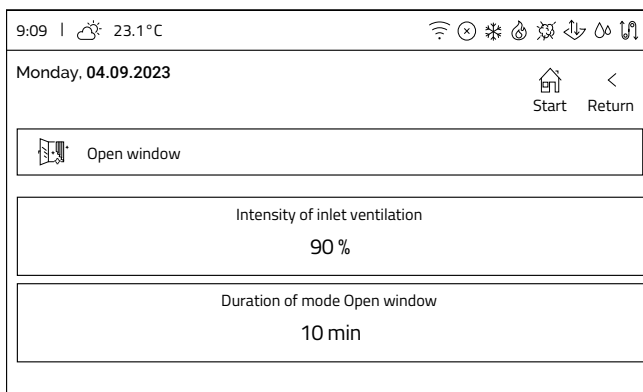 9:09 | 23.1°C
Monday, 04.09.2023
Start Return
Open window
Intensity of inlet ventilation
90 %
Duration of mode Open window
10 min